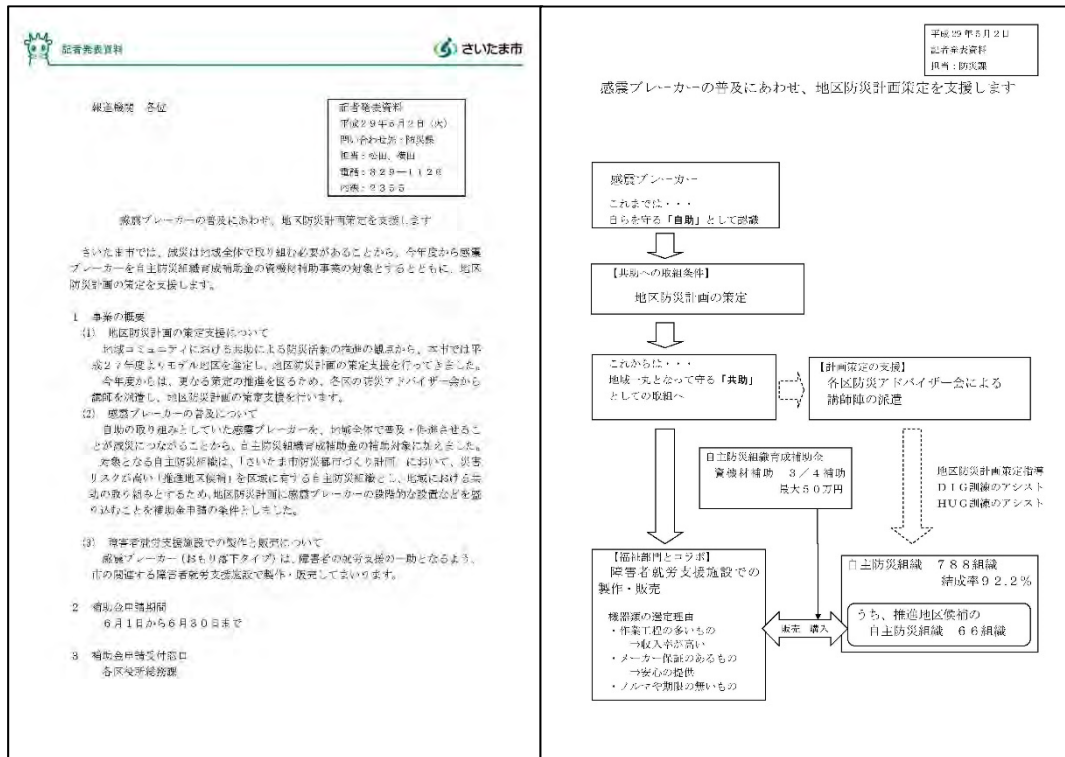 記者発表資料
さいたま市
報道機関 各位
記者発表資料
平成29年5月2日(火)
問い合わせ先:防災課
担当:松田、横田
電話:829―1126
内線:2355
感震ブレーカーの普及にあわせ、地区防災計画策定を支援します
さいたま市では、減災は地域全体で取り組む必要があることから、今年度から感震
ブレーカーを自主防災組織育成補助金の資機材補助事業の対象とするとともに、地区
防災計画の策定を支援します。
1 事業の概要
(1) 地区防災計画の策定支援について
地域コミュニティにおける共助による防災活動の推進の観点から、本市では平
成27年度よりモデル地区を選定し、地区防災計画の策定支援を行ってきました。
今年度からは、更なる策定の推進を図るため、各区の防災アドバイザー会から
講師を派遣し、地区防災計画の策定支援を行います。
(2) 感震ブレーカーの普及について
自助の取り組みとしていた感震ブレーカーを、地域全体で普及・促進させるこ
とが減災につながることから、自主防災組織育成補助金の補助対象に加えました。
対象となる自主防災組織は、「さいたま市防災都市づくり計画」において、災害
リスクが高い「推進地区候補」を区域に有する自主防災組織とし、地域における共
助の取り組みとするため、地区防災計画に感震ブレーカーの段階的な設置などを盛
り込むことを補助金申請の条件としました。
(3) 障害者就労支援施設での製作と販売について
感震ブレーカー(おもり落下タイプ)は、障害者の就労支援の一助となるよう、
市の関連する障害者就労支援施設で製作・販売してまいります。
2 補助金申請期間
6月1日から6月30日まで
3 補助金申請受付窓口
各区役所総務課
平成29年5月2日
記者発表資料
担当:防災課
感震ブレーカーの普及にあわせ、地区防災計画策定を支援します
感震ブレーカー
これまでは・・・
自らを守る「自助」として認識
【共助への取組条件】
地区防災計画の策定
これからは・・・
地域一丸となって守る「共助」
としての取組へ
【計画策定の支援】
各区防災アドバイザー会による
講師陣の派遣
自主防災組織育成補助金
資機材補助 3/4補助
最大50万円
地区防災計画策定指導
DIG訓練のアシスト
HUG訓練のアシスト
【福祉部門とコラボ】
障害者就労支援施設での
製作・販売
機器類の選定理由
・作業工程の多いもの
→収入率が高い
・メーカー保証のあるもの
→安心の提供
・ノルマや期限の無いもの
販売 購入
自主防災組織 788組織
結成率92.2%
うち、推進地区候補の
自主防災組織 66組織